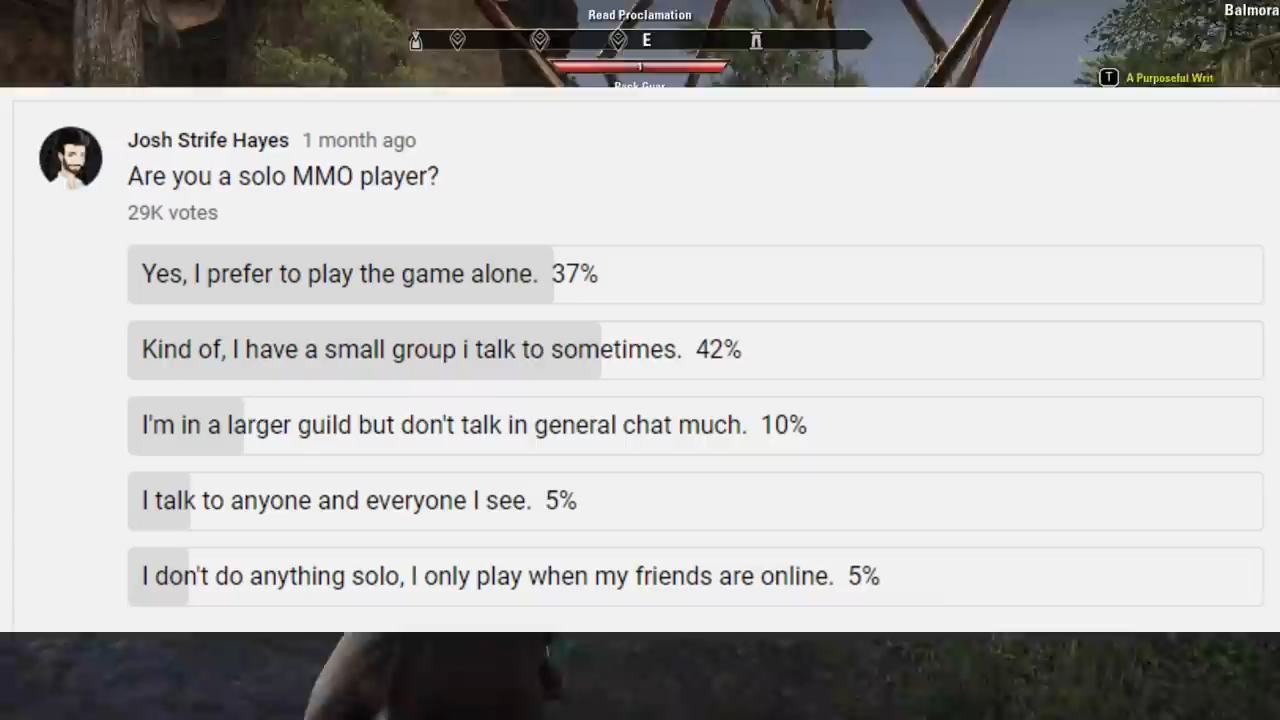 Read Proclamation
Balmora
E
T A Purposeful Writ
Pack Guar
Josh Strife Hayes 1 month ago
Are you a solo MMO player?
29K votes
Yes, I prefer to play the game alone. 37%
Kind of, I have a small group i talk to sometimes. 42%
I'm in a larger guild but don't talk in general chat much. 10%
I talk to anyone and everyone I see. 5%
I don't do anything solo, I only play when my friends are online. 5%